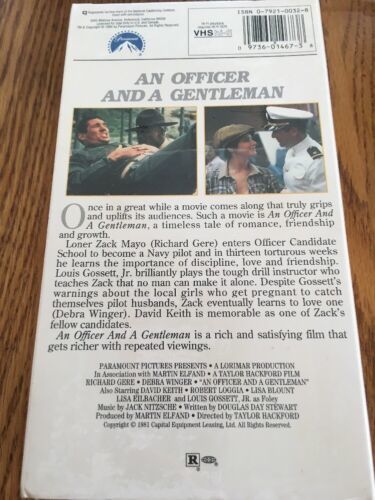 Paramount
ISBN 0-7921-0032-8
VHS hi-fi
0 9736-01467-3
AN OFFICER
AND A GENTLEMAN
Once in a great while a movie comes along that truly grips
and uplifts its audiences. Such a movie is An Officer And
A Gentleman, a timeless tale of romance, friendship
and growth.
Loner Zack Mayo (Richard Gere) enters Officer Candidate
School to become a Navy pilot and in thirteen torturous weeks
he learns the importance of discipline, love and friendship.
Louis Gossett, Jr. brilliantly plays the tough drill instructor who
teaches Zack that no man can make it alone. Despite Gossett's
warnings about the local girls who get pregnant to catch
themselves pilot husbands, Zack eventually learns to love one
(Debra Winger). David Keith is memorable as one of Zack's
fellow candidates.
An Officer And A Gentleman is a rich and satisfying film that
gets richer with repeated viewings.
PARAMOUNT PICTURES PRESENTS • A LORIMAR PRODUCTION
In Association with MARTIN ELFAND • A TAYLOR HACKFORD FILM
RICHARD GERE • DEBRA WINGER • "AN OFFICER AND A GENTLEMAN"
Also Starring DAVID KEITH • ROBERT LOGGIA • LISA BLOUNT
LISA EILBACHER and LOUIS GOSSETT, JR. as Foley
Music by JACK NITZSCHE • Written by DOUGLAS DAY STEWART
Produced by MARTIN ELFAND • Directed by TAYLOR HACKFORD
Copyright © 1981 Capital Equipment Leasing, Ltd. All Rights Reserved.
R